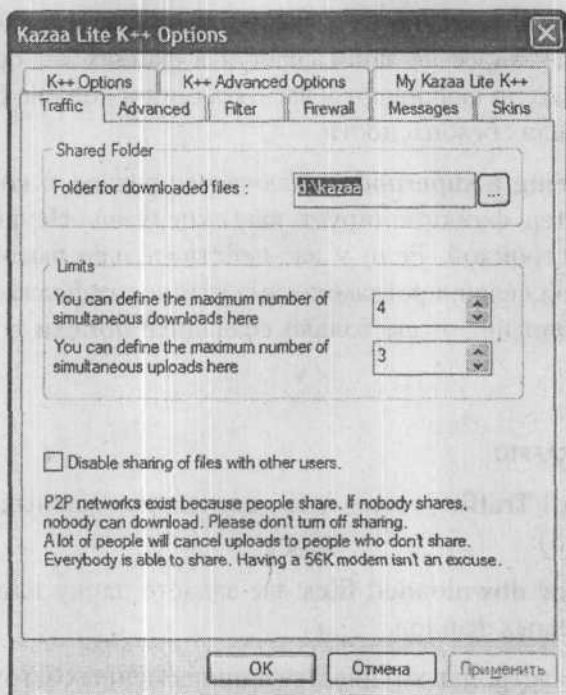 Kazaa Lite K++ Options
K++ Options K++ Advanced Options My Kazaa Lite K++
Traffic Advanced Filter Firewall Messages Skins
Shared Folder
Folder for downloaded files : d:\kazaa ...
Limits
You can define the maximum number of
simultaneous downloads here
4
You can define the maximum number of
simultaneous uploads here
3
Disable sharing of files with other users.
P2P networks exist because people share. If nobody shares.
nobody can download. Please don't turn off sharing.
A lot of people will cancel uploads to people who don't share.
Everybody is able to share. Having a 56K modem isn't an excuse.
OK Отмена Применить